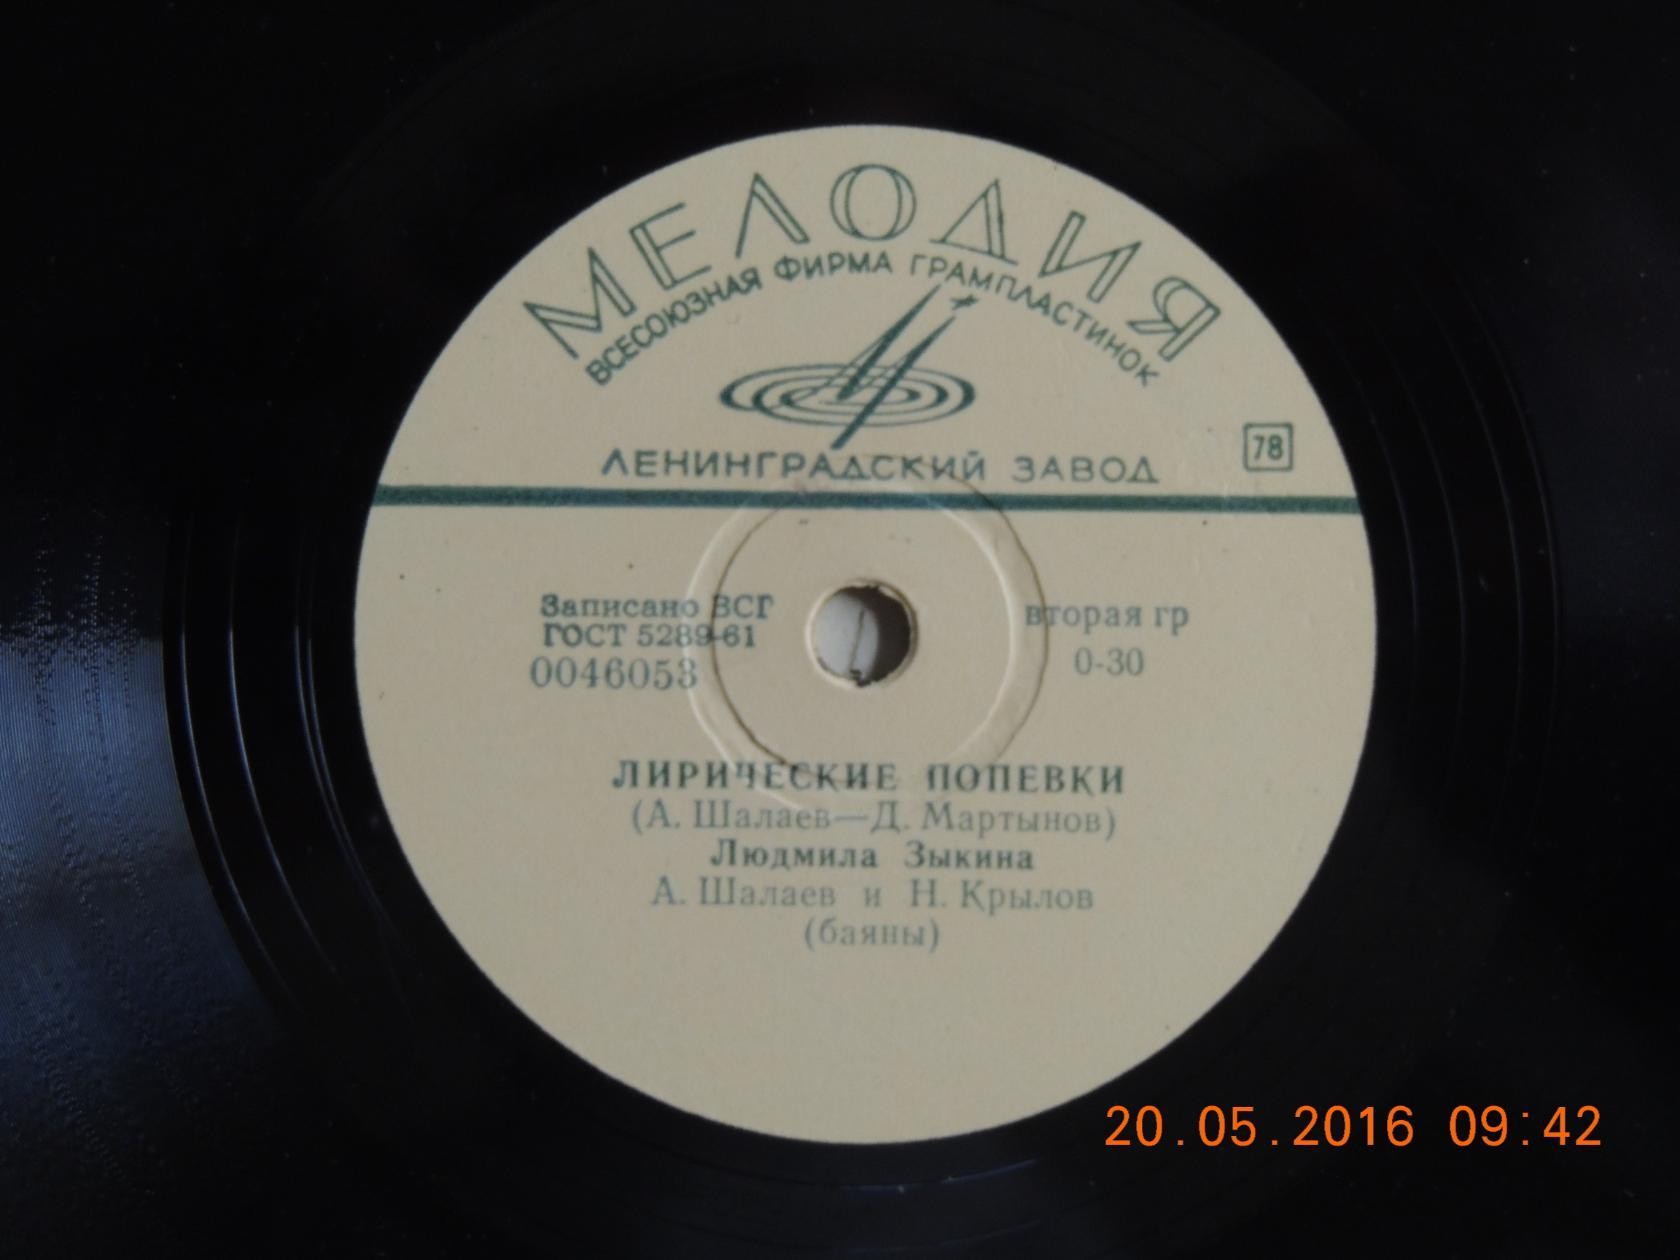 МЕЛОДИЯ
ВСЕСОЮЗНАЯ ФИРМА ГРАМПЛАСТИНОК
ЛЕНИНГРАДСКИЙ ЗАВОД
78
Записано ВСГ
ГОСТ 5289-61
0046053
вторая гр
0-30
ЛИРИЧЕСКИЕ ПОПЕВКИ
(А. Шалаев—Д. Мартынов)
Людмила Зыкина
А. Шалаев и Н. Крылов
(баяны)
20.05.2016 09:42